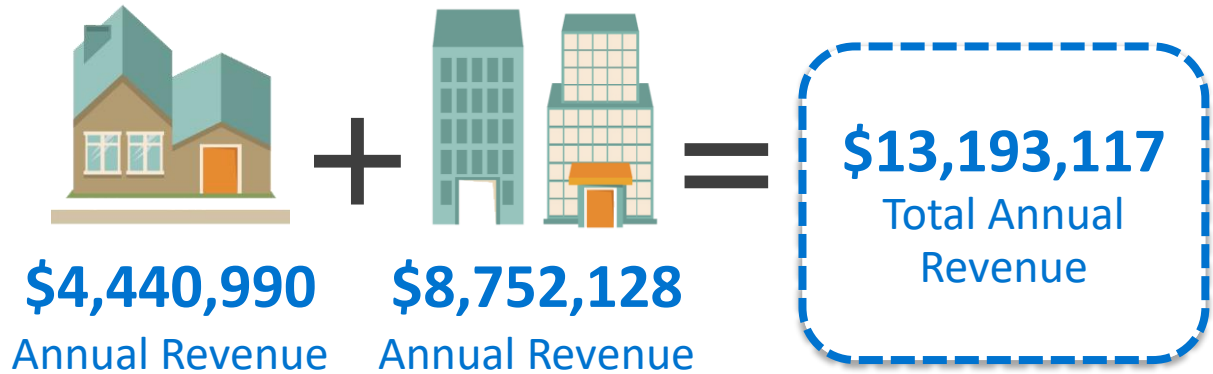 $4,440,990
Annual Revenue
+
$8,752,128
Annual Revenue
=
$13,193,117
Total Annual
Revenue